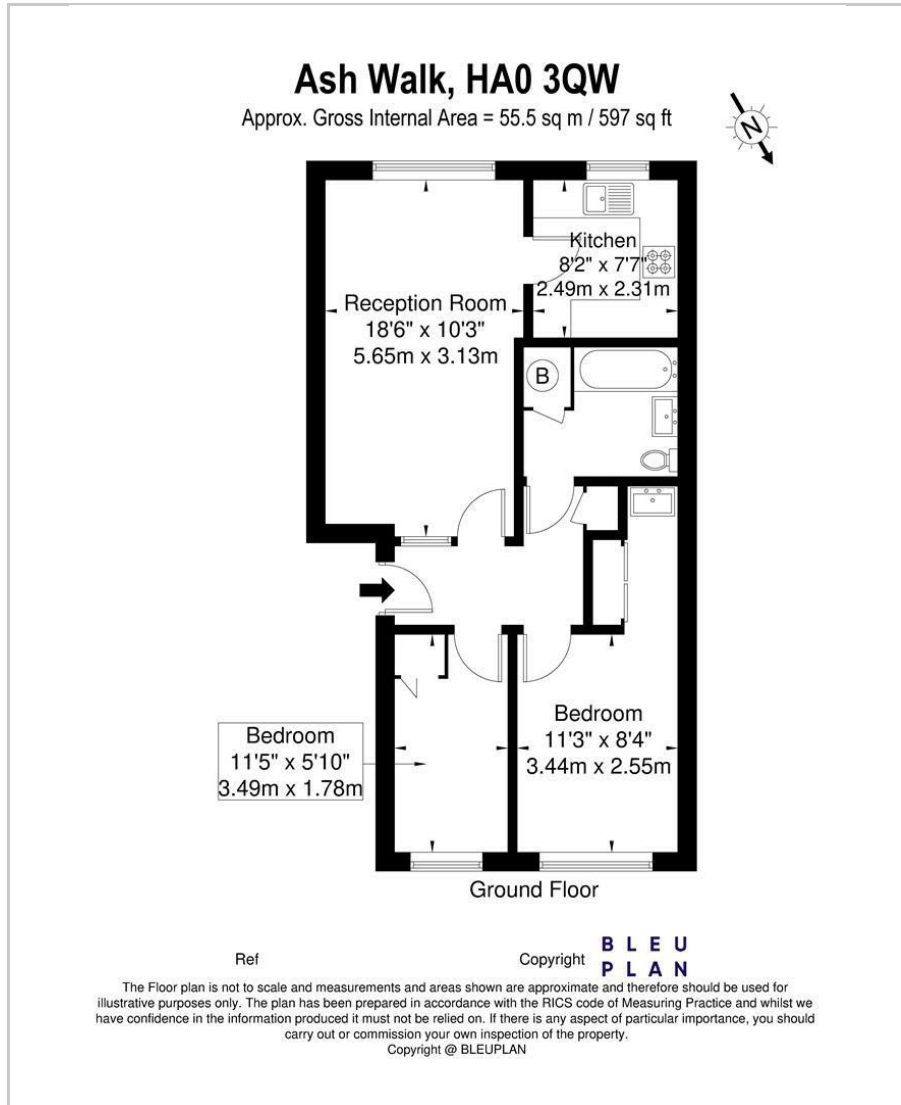 Ash Walk, HA0 3QW
Approx. Gross Internal Area = 55.5 sq m / 597 sq ft
N
Kitchen
8'2" x 7'7"
2.49m x 2.31m
Reception Room
18'6" x 10'3"
5.65m x 3.13m
B
Bedroom
11'3" x 8'4"
3.44m x 2.55m
Bedroom
11'5" x 5'10"
3.49m x 1.78m
Ground Floor
Ref
Copyright
BLEU
PLAN
The Floor plan is not to scale and measurements and areas shown are approximate and therefore should be used for
illustrative purposes only. The plan has been prepared in accordance with the RICS code of Measuring Practice and whilst we
have confidence in the information produced it must not be relied on. If there is any aspect of particular importance, you should
carry out or commission your own inspection of the property.
Copyright @ BLEUPLAN